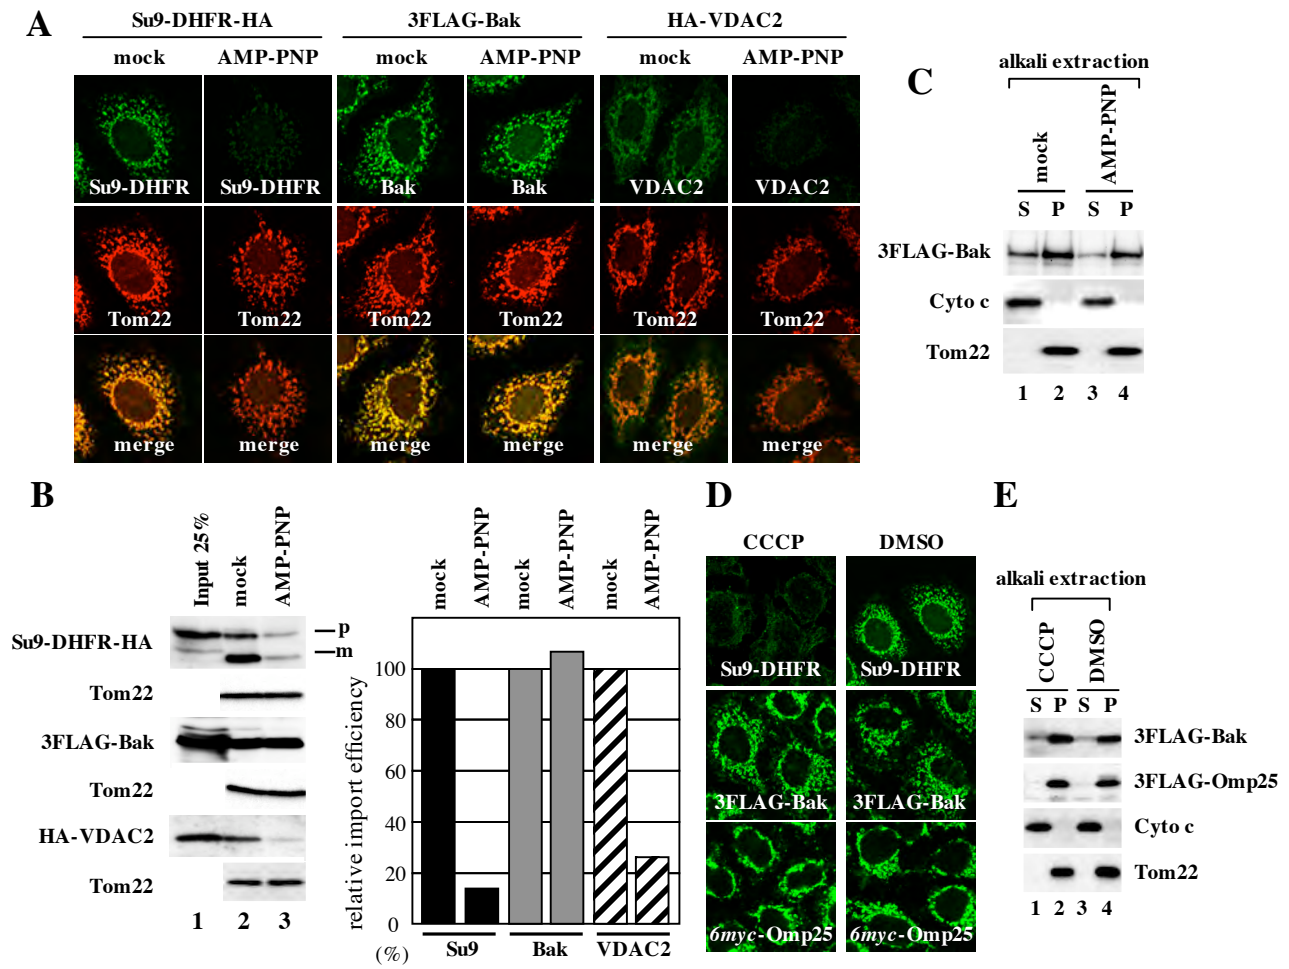 A
Su9-DHFR-HA 3FLAG-Bak HA-VDAC2
mock AMP-PNP mock AMP-PNP mock AMP-PNP
Su9-DHFR Su9-DHFR Bak Bak VDAC2 VDAC2
Tom22 Tom22 Tom22 Tom22 Tom22 Tom22
merge merge merge merge merge merge
C
alkali extraction
mock AMP-PNP
S P S P
3FLAG-Bak
Cyto c
Tom22
1 2 3 4
B
Input 25% mock AMP-PNP
Su9-DHFR-HA p
m
Tom22
3FLAG-Bak
Tom22
HA-VDAC2
Tom22
1 2 3
mock AMP-PNP mock AMP-PNP mock AMP-PNP
relative import efficiency
100
80
60
40
20
0
(%) Su9 Bak VDAC2
D
CCCP DMSO
Su9-DHFR Su9-DHFR
3FLAG-Bak 3FLAG-Bak
6myc-Omp25 6myc-Omp25
E
alkali extraction
CCCP DMSO
S P S P
3FLAG-Bak
3FLAG-Omp25
Cyto c
Tom22
1 2 3 4